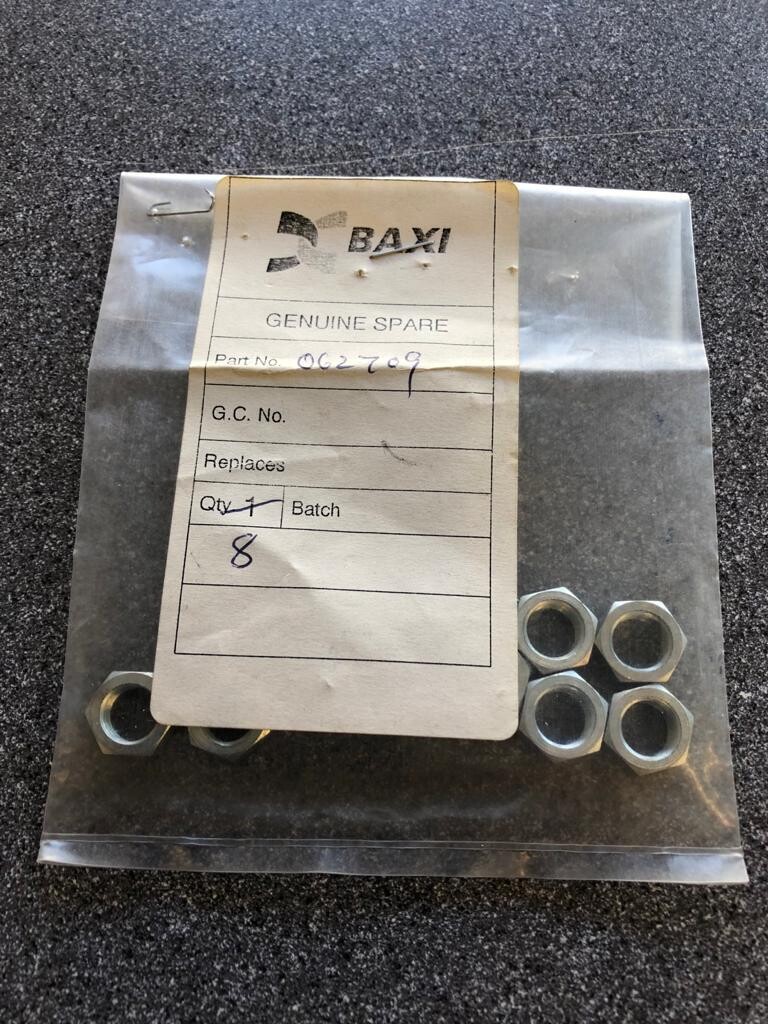 BAXI
GENUINE SPARE
Part No. 062709
G.C. No.
Replaces
Qty 1 Batch
8